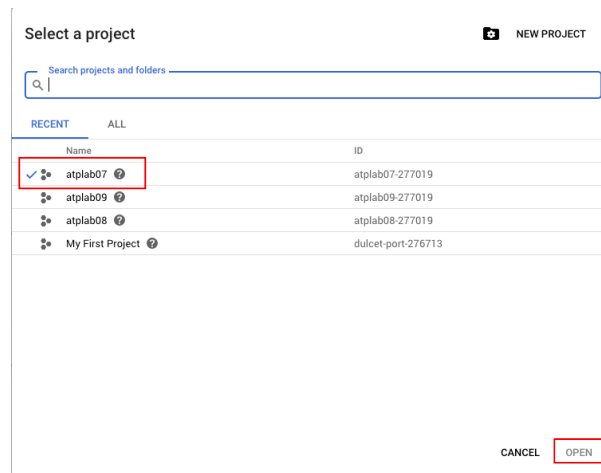 Select a project
NEW PROJECT
Search projects and folders
RECENT ALL
Name ID
atplab07 atplab07-277019
atplab09 atplab09-277019
atplab08 atplab08-277019
My First Project dulcet-port-276713
CANCEL OPEN